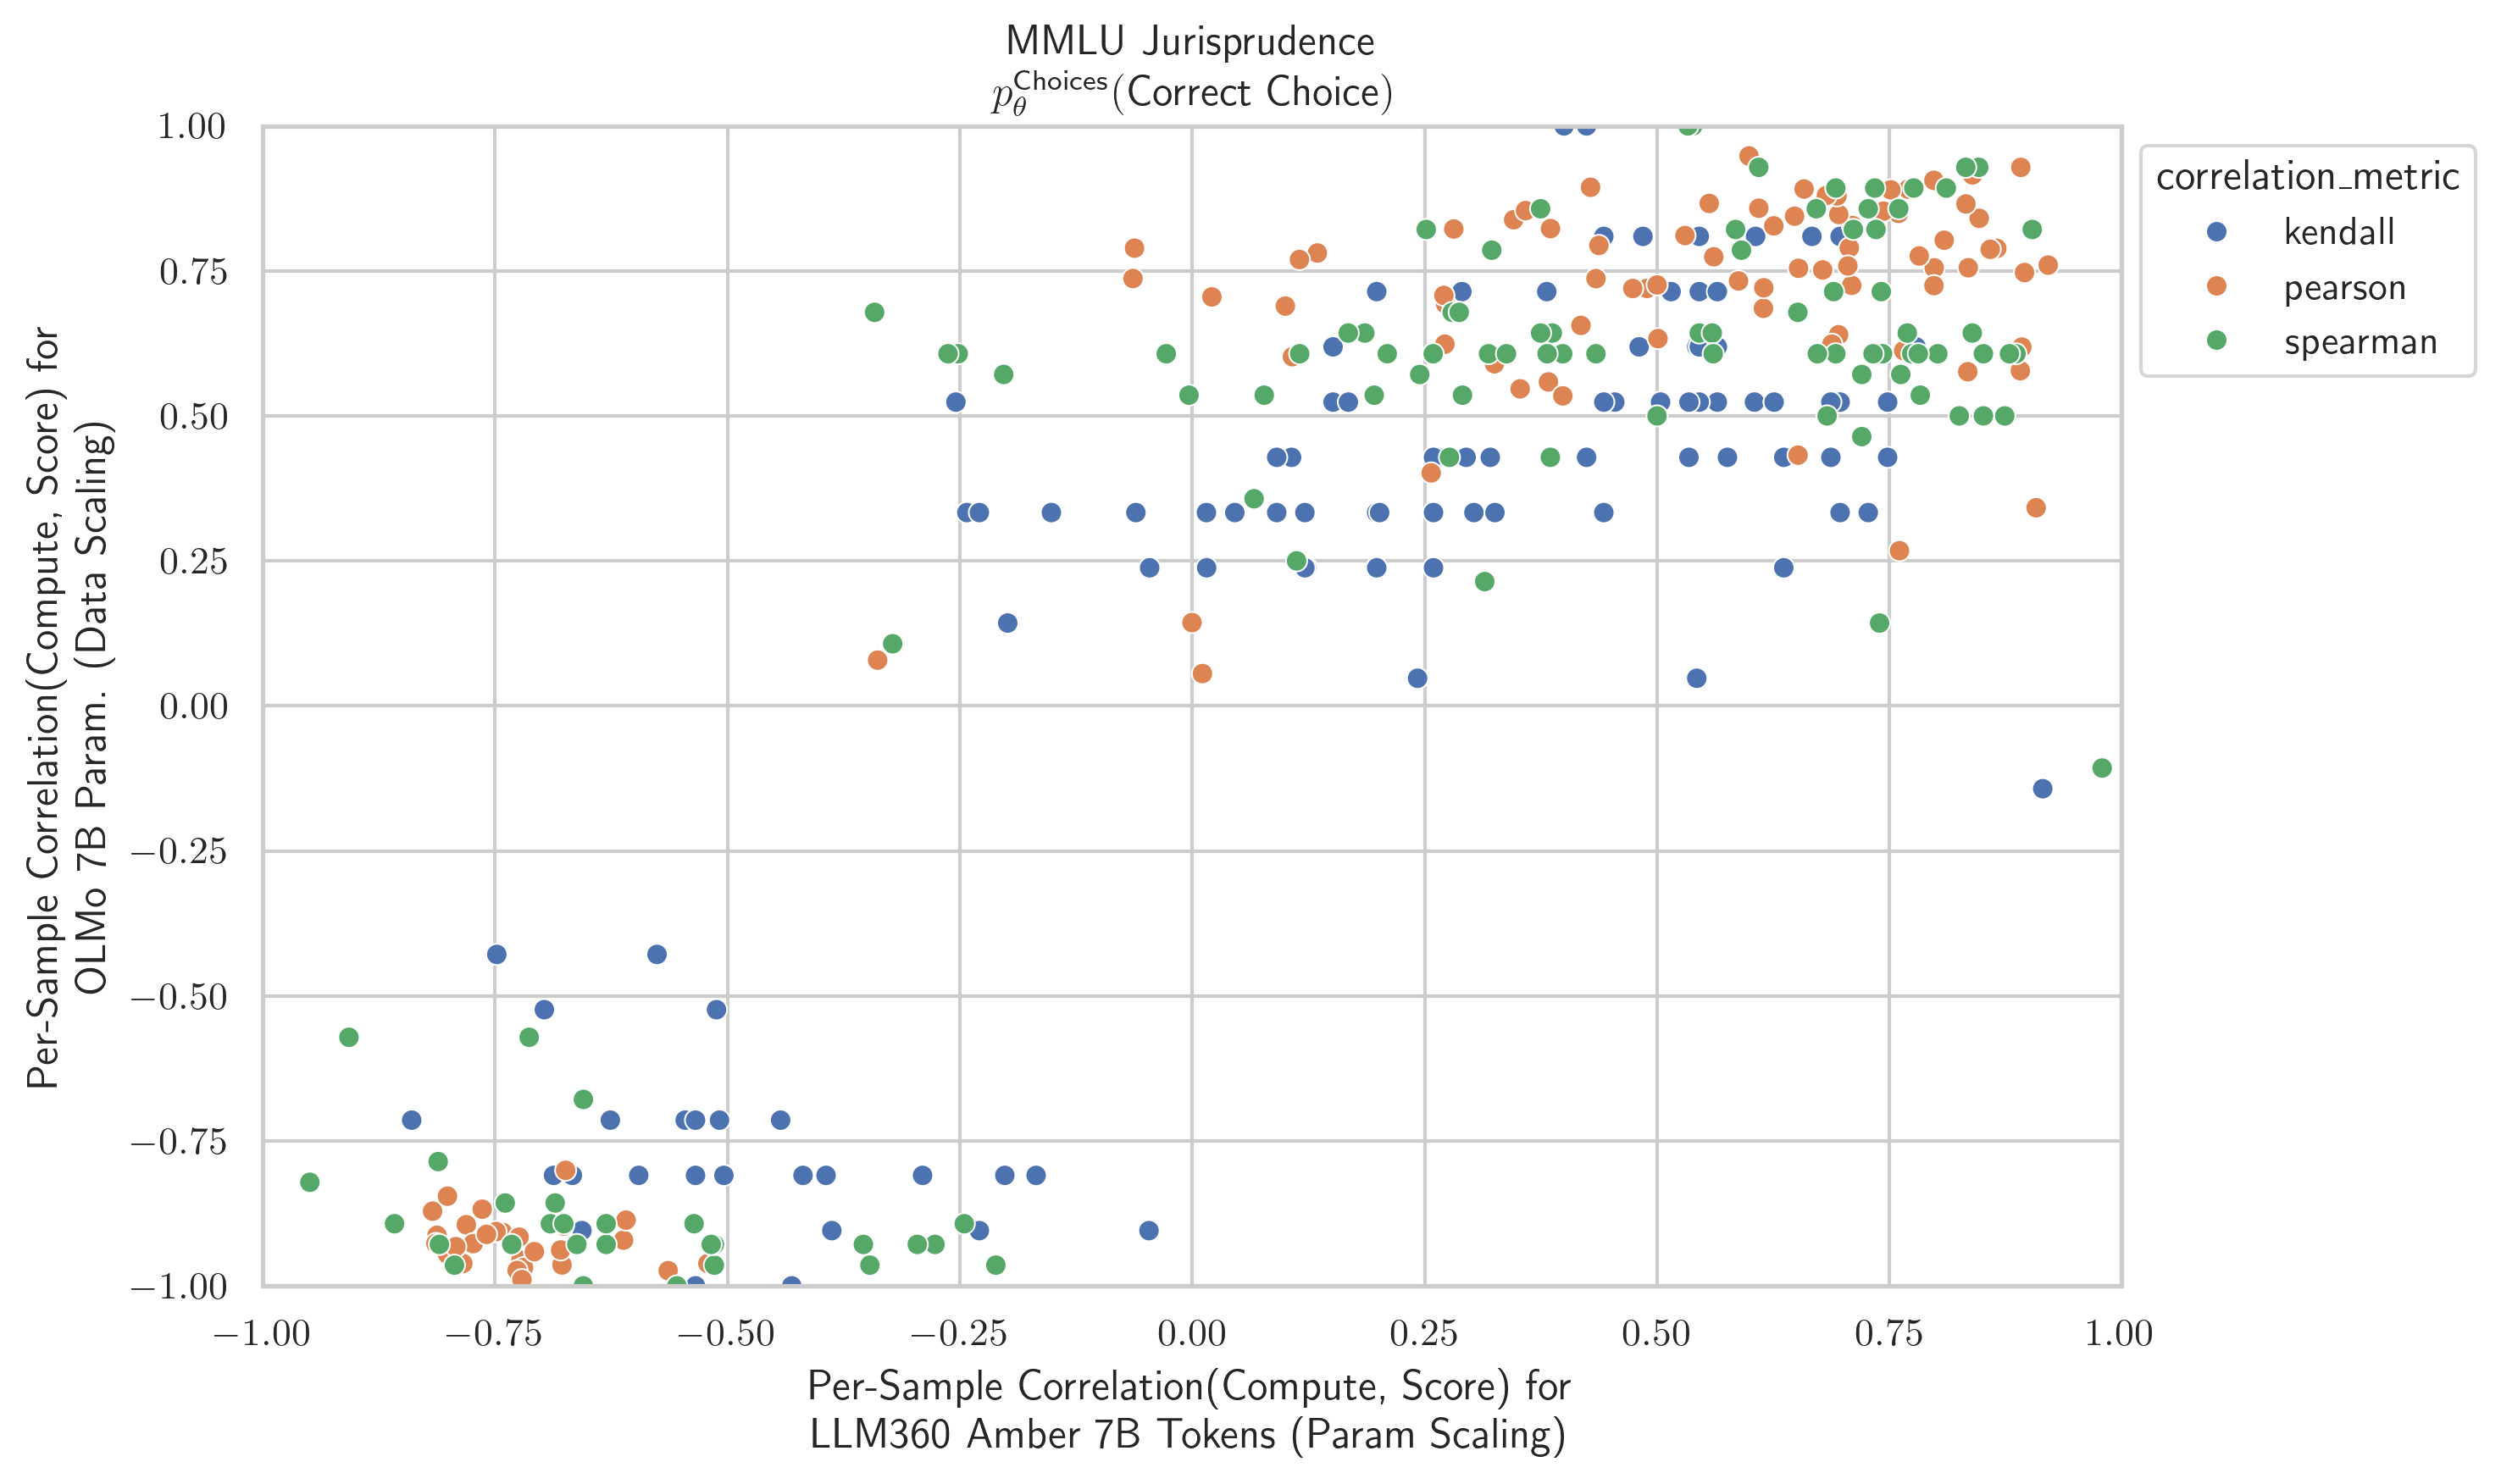 MMLU Jurisprudence
p_θ^Choices(Correct Choice)
1.00
0.75
0.50
0.25
0.00
−0.25
−0.50
−0.75
−1.00
Per-Sample Correlation(Compute, Score) for
OLMo 7B Param. (Data Scaling)
−1.00
−0.75
−0.50
−0.25
0.00
0.25
0.50
0.75
1.00
Per-Sample Correlation(Compute, Score) for
LLM360 Amber 7B Tokens (Param Scaling)
correlation_metric
kendall
pearson
spearman